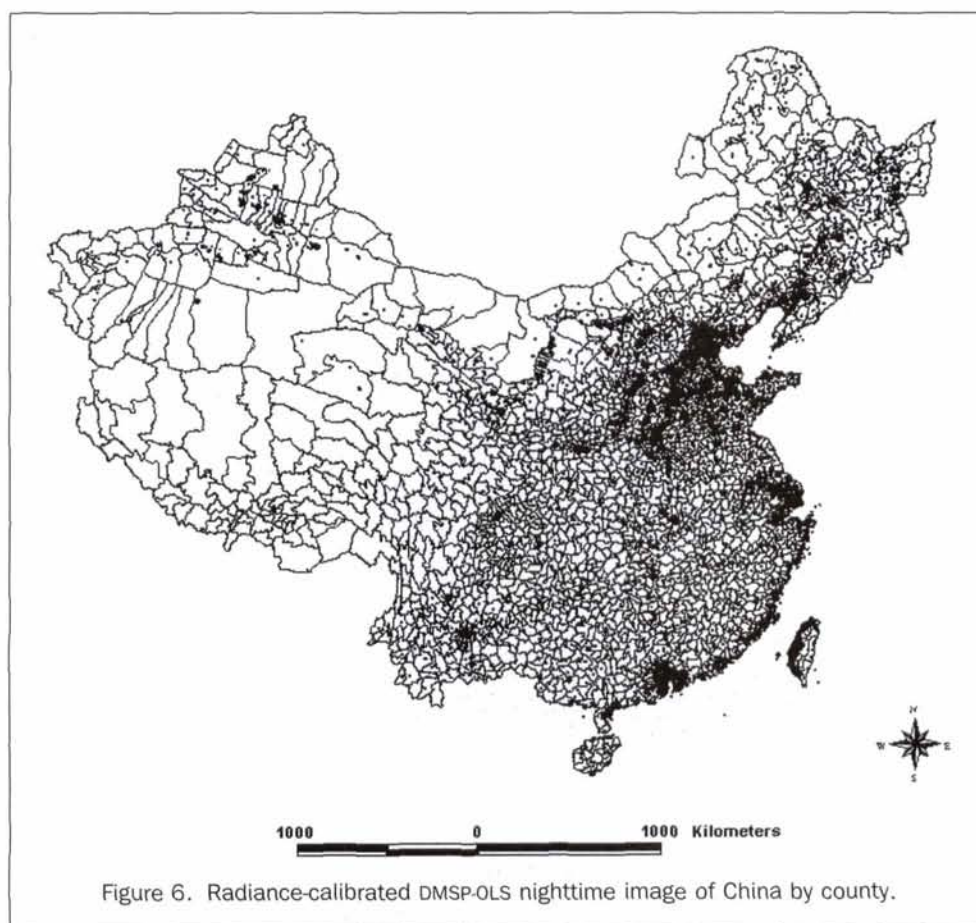 N
W E
S
1000 0 1000 Kilometers
Figure 6. Radiance-calibrated DMSP-OLS nighttime image of China by county.